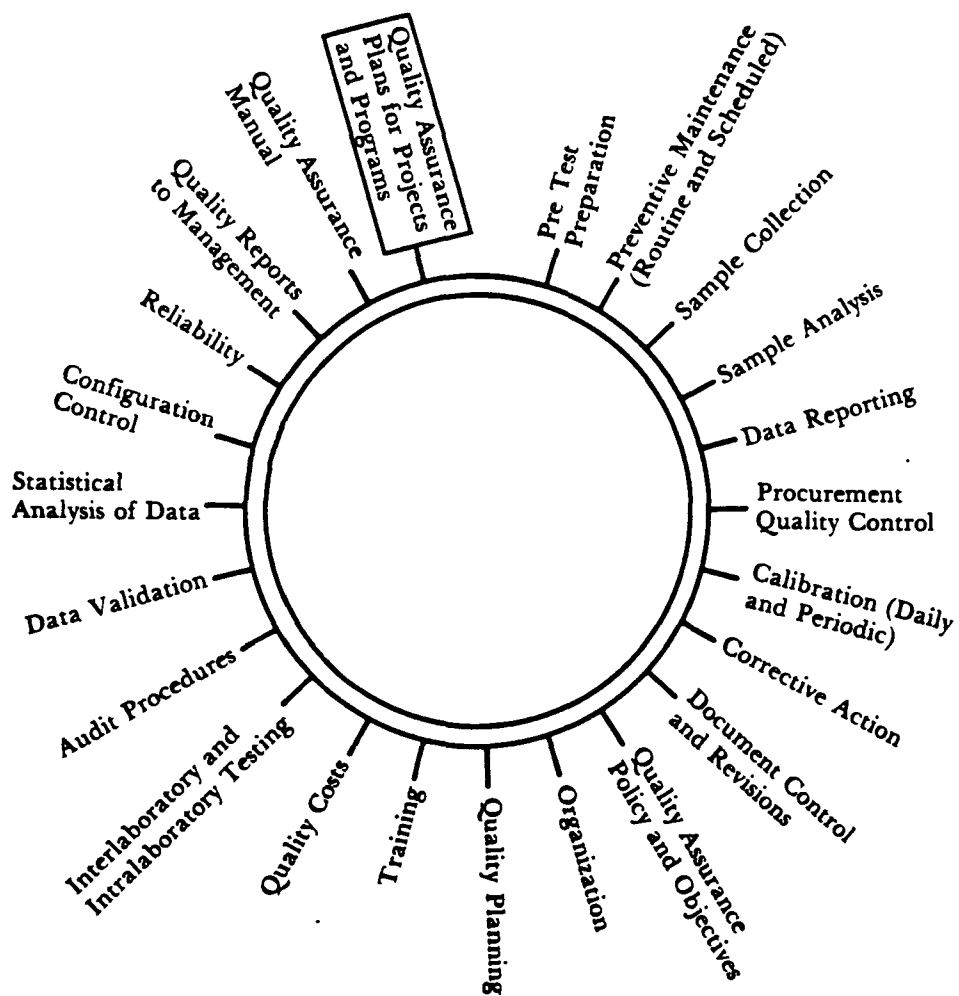 Quality Assurance
Plans for Projects
and Programs
Pre Test
Preparation
Preventive Maintenance
(Routine and Scheduled)
Sample Collection
Sample Analysis
Data Reporting
Procurement
Quality Control
Calibration (Daily
and Periodic)
Corrective Action
Document Control
and Revisions
Quality Assurance
Policy and Objectives
Organization
Quality Planning
Training
Quality Costs
Interlaboratory and
Intralaboratory Testing
Audit Procedures
Data Validation
Statistical
Analysis of Data
Configuration
Control
Reliability
Quality Reports
to Management
Quality Assurance
Manual